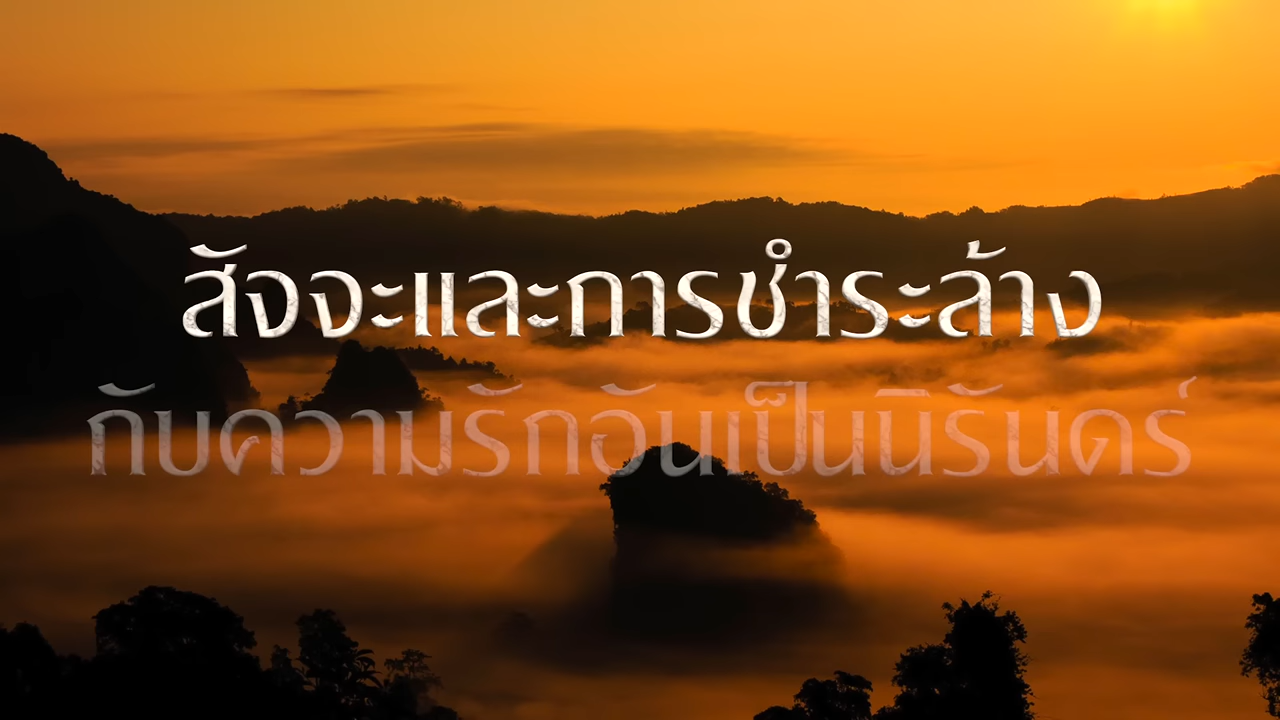 สัจจะและการชำระล้าง
กับความรักอันเป็นนิรันดร์